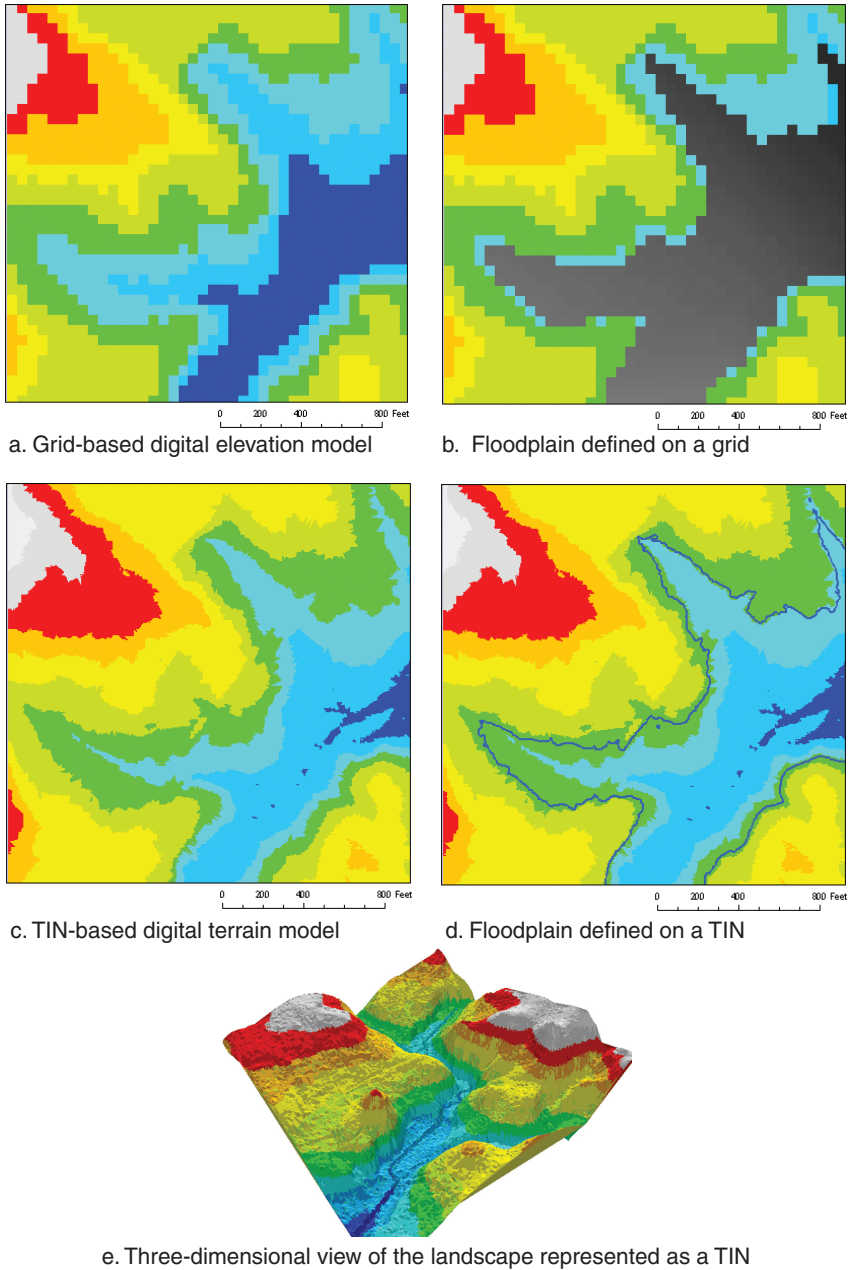 0 200 400 800 Feet
a. Grid-based digital elevation model
0 200 400 800 Feet
b. Floodplain defined on a grid
0 200 400 800 Feet
c. TIN-based digital terrain model
0 200 400 800 Feet
d. Floodplain defined on a TIN
e. Three-dimensional view of the landscape represented as a TIN